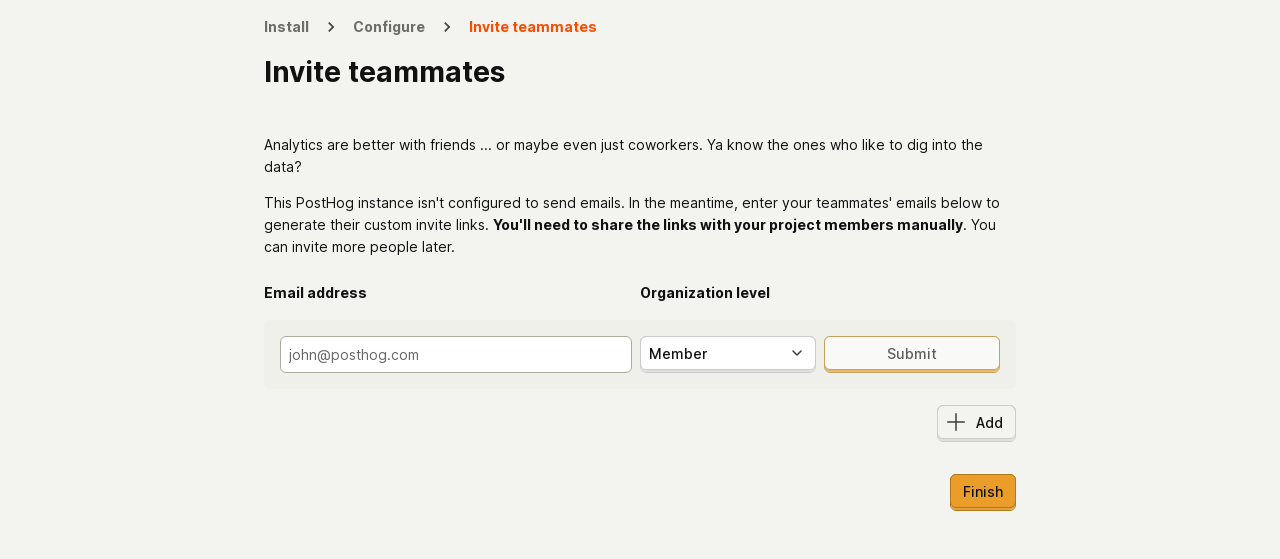 Install Configure Invite teammates
Invite teammates
Analytics are better with friends ... or maybe even just coworkers. Ya know the ones who like to dig into the
data?
This PostHog instance isn't configured to send emails. In the meantime, enter your teammates' emails below to
generate their custom invite links. You'll need to share the links with your project members manually. You
can invite more people later.
Email address Organization level
john@posthog.com Member Submit
Add
Finish